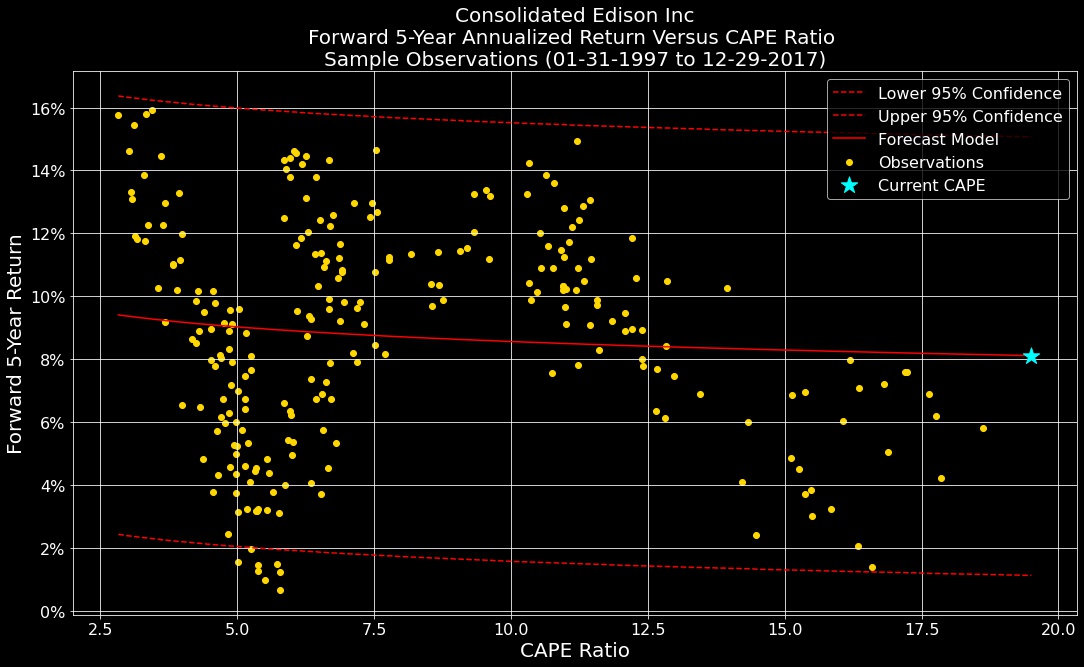 Consolidated Edison Inc
Forward 5-Year Annualized Return Versus CAPE Ratio
Sample Observations (01-31-1997 to 12-29-2017)
Lower 95% Confidence
Upper 95% Confidence
Forecast Model
Observations
Current CAPE
Forward 5-Year Return
16%
14%
12%
10%
8%
6%
4%
2%
0%
2.5 5.0 7.5 10.0 12.5 15.0 17.5 20.0
CAPE Ratio